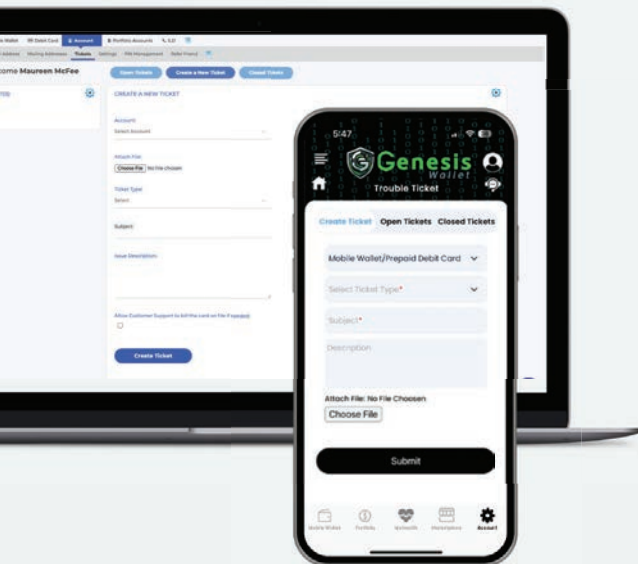 Wallet Debit Card Account Portfolio Accounts
Address Mailing Addresses Tickets Settings Refer Friend
come Maureen McFee
Open Tickets Create a New Ticket Closed Tickets
CREATE A NEW TICKET
Account
Select Account
Attach File
Choose File No file chosen
Ticket Type
Select
Subject
Issue Description
Allow Customer Support to bill the card on file if needed
Create Ticket
5:47
Genesis
Wallet
Trouble Ticket
Create Ticket Open Tickets Closed Tickets
Mobile Wallet/Prepaid Debit Card
Select Ticket Type*
Subject*
Description
Attach File: No File Choosen
Choose File
Submit
Mobile Wallet Portfolio Marketplace Account